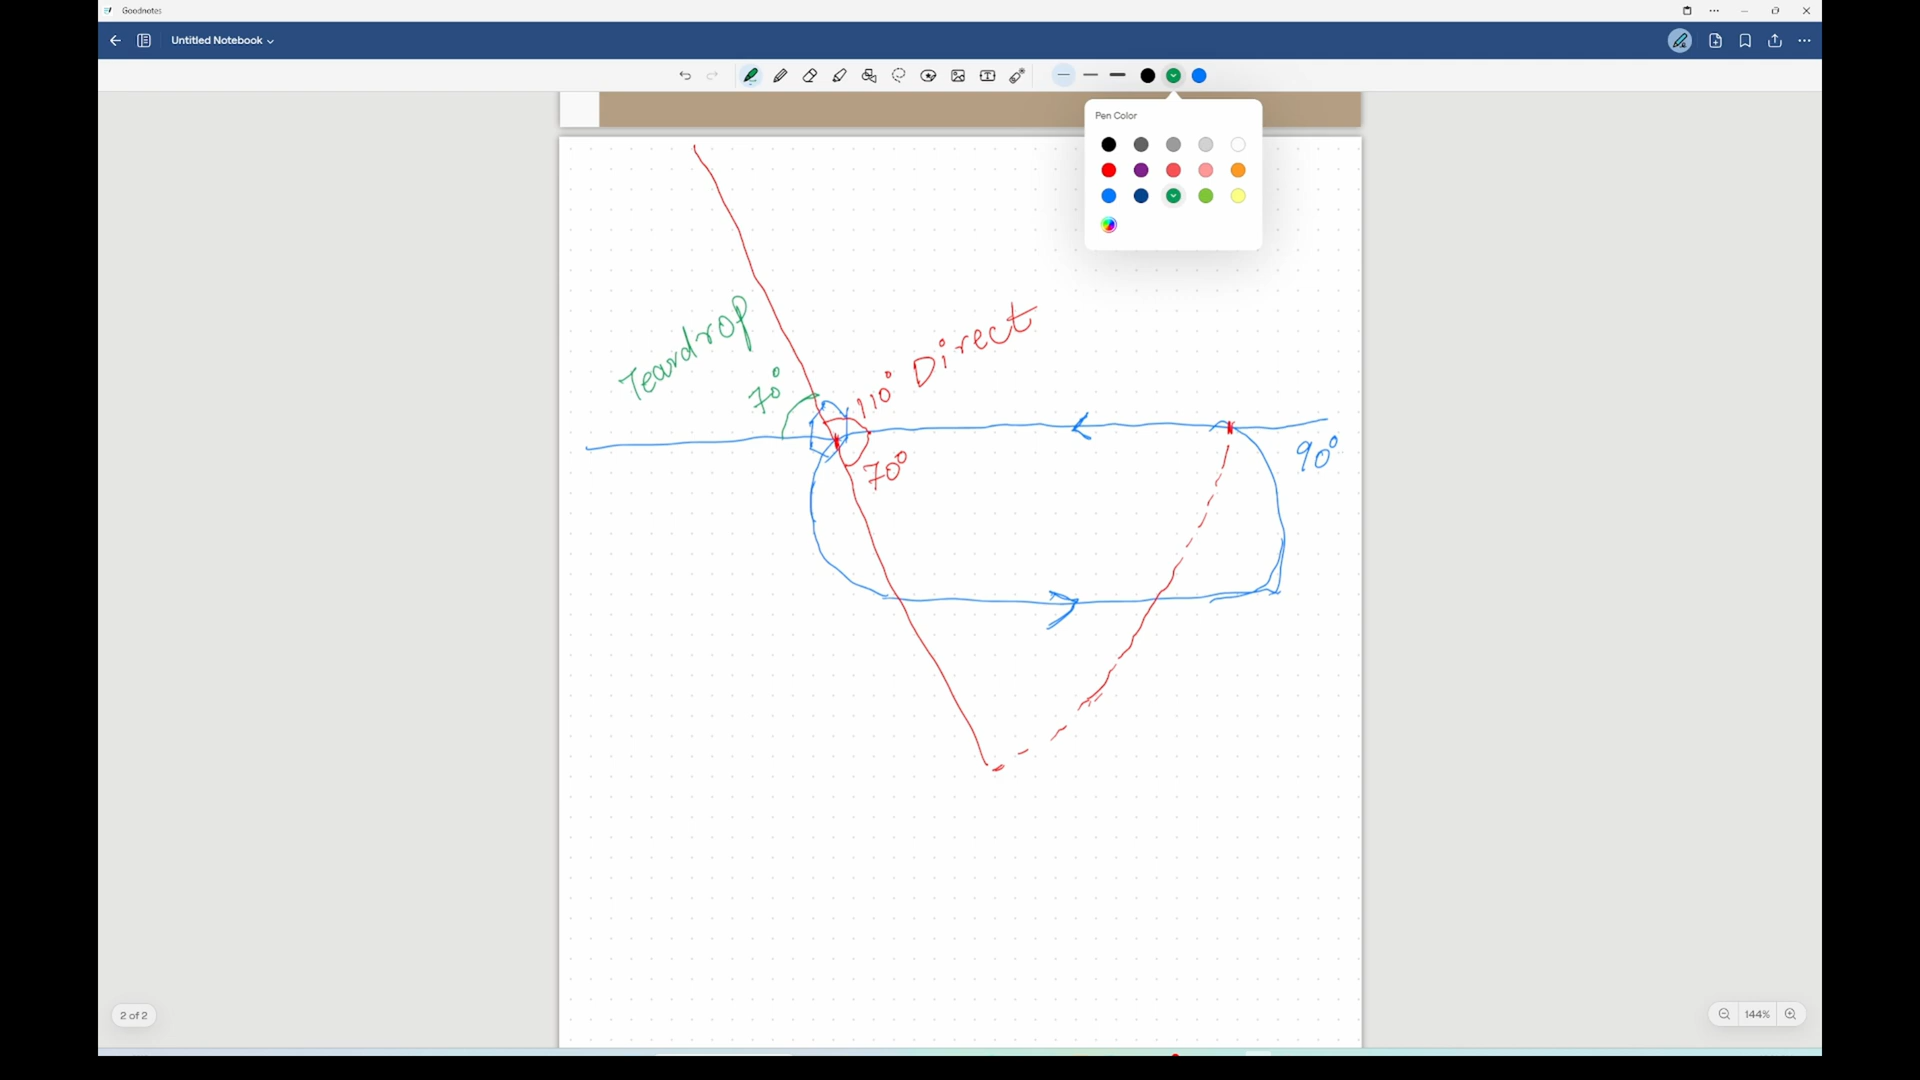 Goodnotes
Untitled Notebook
Pen Color
Teardrop
70°
110° Direct
70°
90°
2 of 2
144%